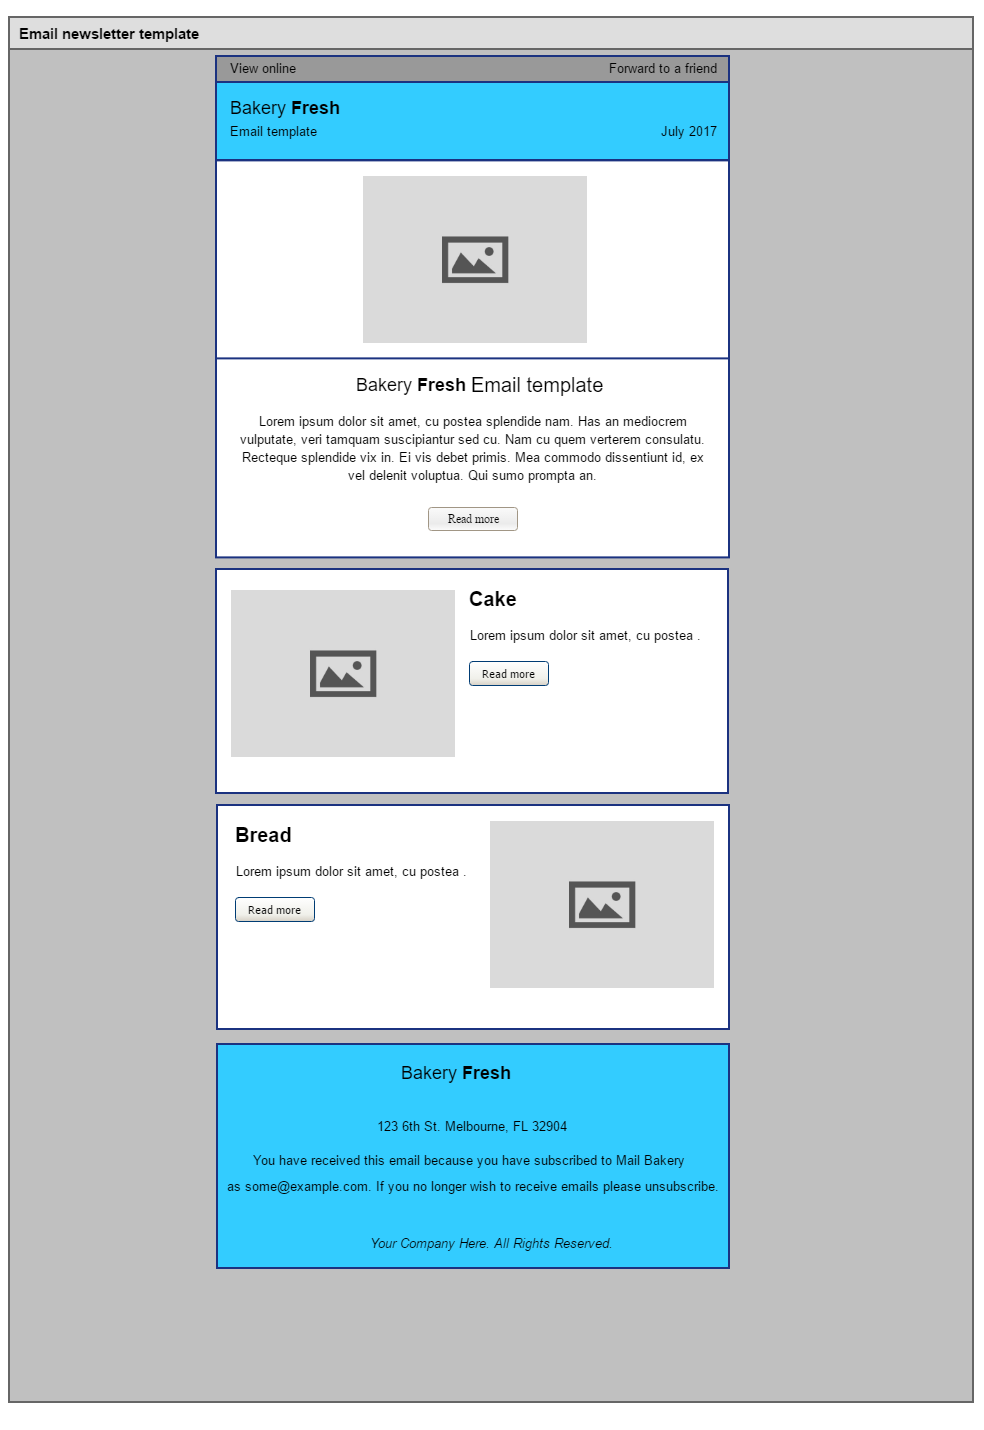 Email newsletter template
View online
Forward to a friend
Bakery Fresh
Email template
July 2017
Bakery Fresh Email template
Lorem ipsum dolor sit amet, cu postea splendide nam. Has an mediocrem
vulputate, veri tamquam suscipiantur sed cu. Nam cu quem verterem consulatu.
Recteque splendide vix in. Ei vis debet primis. Mea commodo dissentiunt id, ex
vel delenit voluptua. Qui sumo prompta an.
Read more
Cake
Lorem ipsum dolor sit amet, cu postea .
Read more
Bread
Lorem ipsum dolor sit amet, cu postea .
Read more
Bakery Fresh
123 6th St. Melbourne, FL 32904
You have received this email because you have subscribed to Mail Bakery
as some@example.com. If you no longer wish to receive emails please unsubscribe.
Your Company Here. All Rights Reserved.